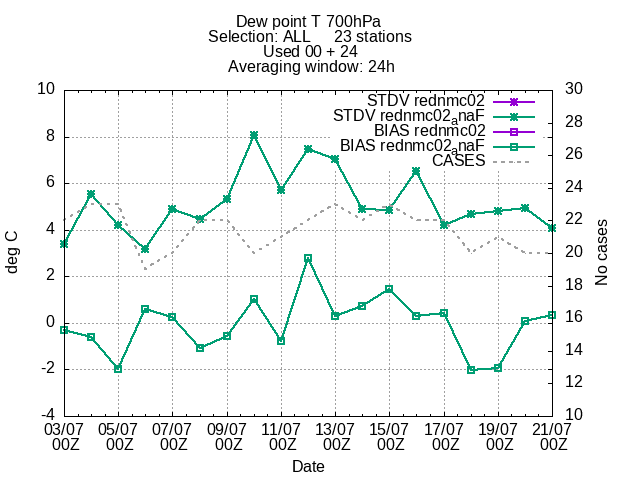 Dew point T 700hPa
Selection: ALL 23 stations
Used 00 + 24
Averaging window: 24h
10 30
STDV rednmc02
STDV rednmc02anaF
BIAS rednmc02
BIAS rednmc02anaF
CASES
8
6
4
2
0
-2
-4
28
26
24
22
20
18
16
14
12
10
deg C
No cases
03/07 05/07 07/07 09/07 11/07 13/07 15/07 17/07 19/07 21/07
00Z 00Z 00Z 00Z 00Z 00Z 00Z 00Z 00Z 00Z
Date